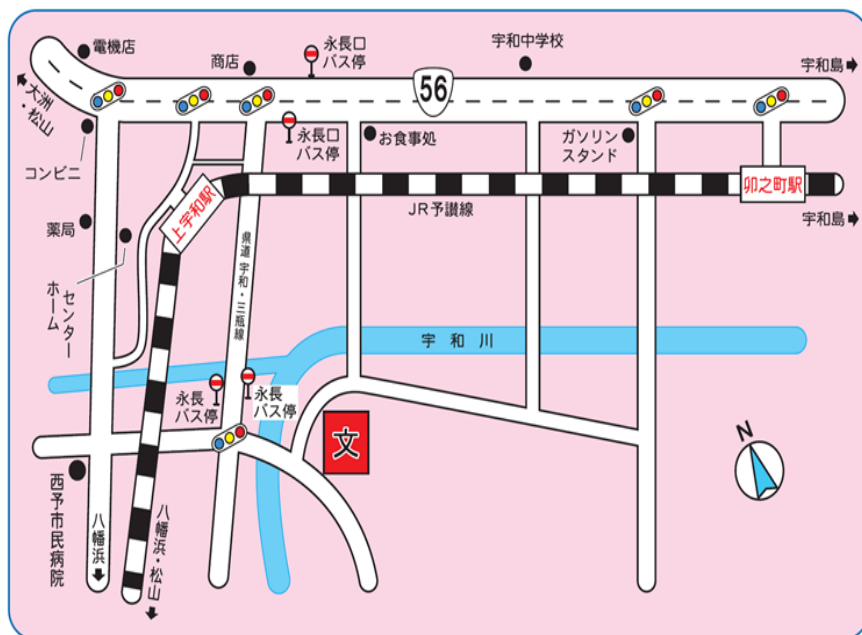 電機店
商店
永長口
バス停
宇和中学校
宇和島
大洲
・松山
56
コンビニ
永長口
バス停
お食事処
ガソリン
スタンド
上宇和駅
卯之町駅
JR予讃線
宇和島
薬局
ホーム
センター
県道 宇和・三瓶線
宇和川
永長
バス停
永長
バス停
文
N
西予市民病院
八幡浜
八幡浜・松山